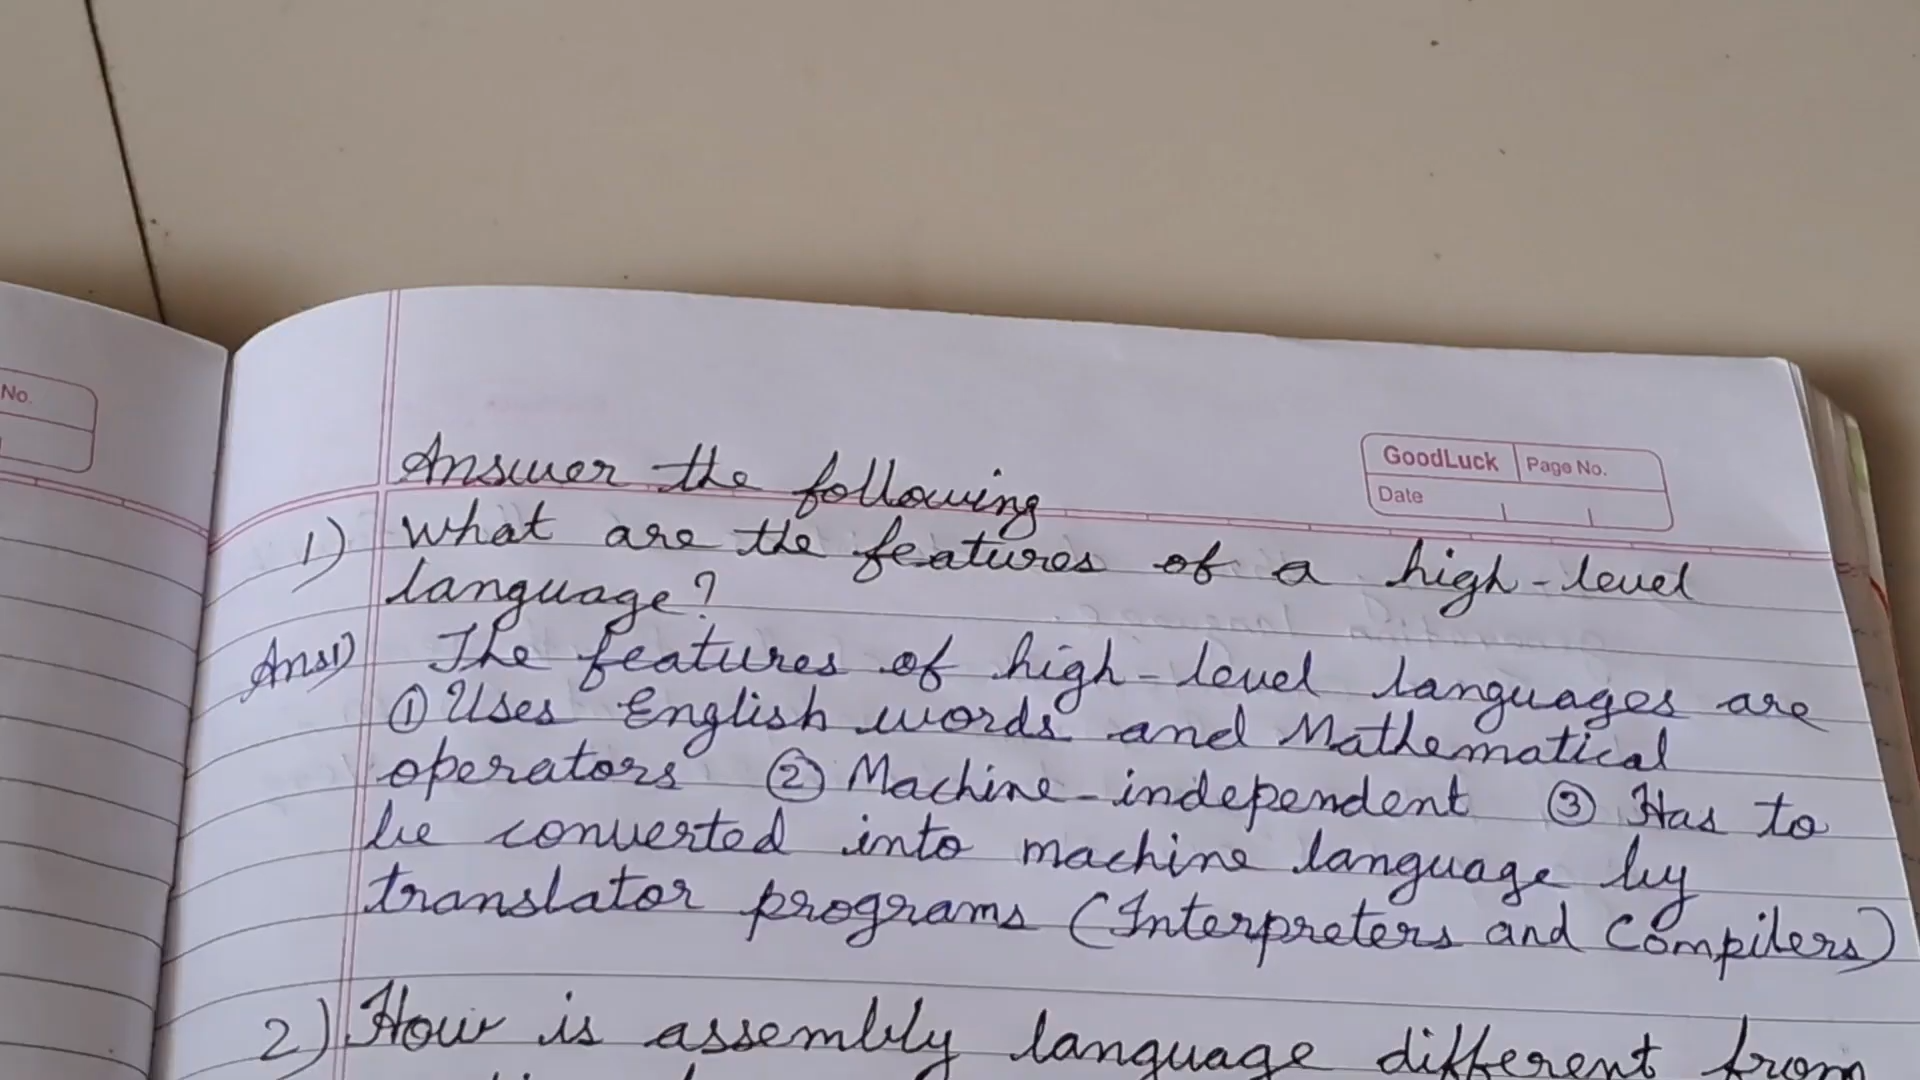 No.
GoodLuck Page No.
Date
Answer the following
1) What are the features of a high-level
language?
Ans1) The features of high-level languages are
① Uses English words and Mathematical
operators ② Machine-independent ③ Has to
be converted into machine language by
translator programs (Interpreters and Compilers)
2) How is assembly language different from